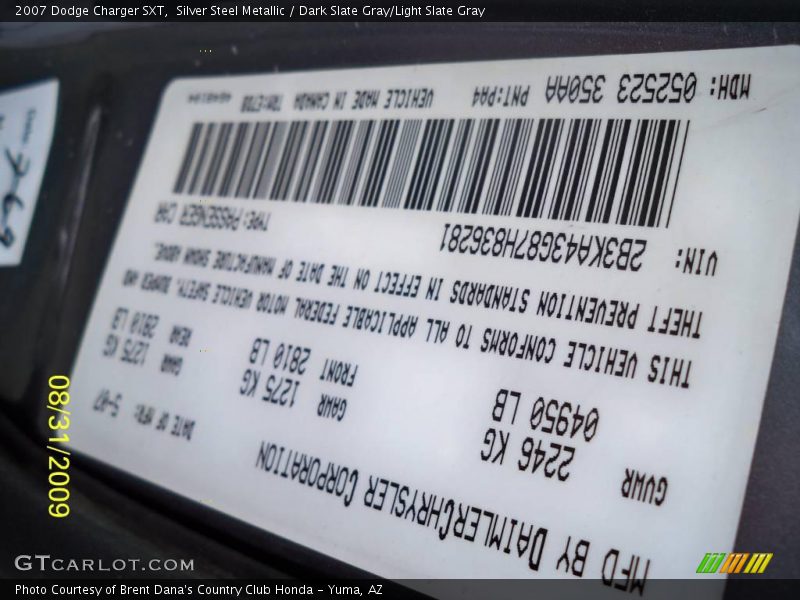 2007 Dodge Charger SXT, Silver Steel Metallic / Dark Slate Gray/Light Slate Gray
MFD BY DAIMLERCHRYSLER CORPORATION
DATE OF MFR: 5-07
GVWR
2246 KG
04950 LB
GAWR
FRONT
1275 KG
2810 LB
GAWR
REAR
1275 KG
2810 LB
THIS VEHICLE CONFORMS TO ALL APPLICABLE FEDERAL MOTOR VEHICLE SAFETY, BUMPER AND
THEFT PREVENTION STANDARDS IN EFFECT ON THE DATE OF MANUFACTURE SHOWN ABOVE.
VIN: 2B3KA43G87H836281 TYPE: PASSENGER CAR
MDH: 052523 350AA PNT:PA4 VEHICLE MADE IN CANADA
08/31/2009
GTCARLOT.COM
Photo Courtesy of Brent Dana's Country Club Honda - Yuma, AZ